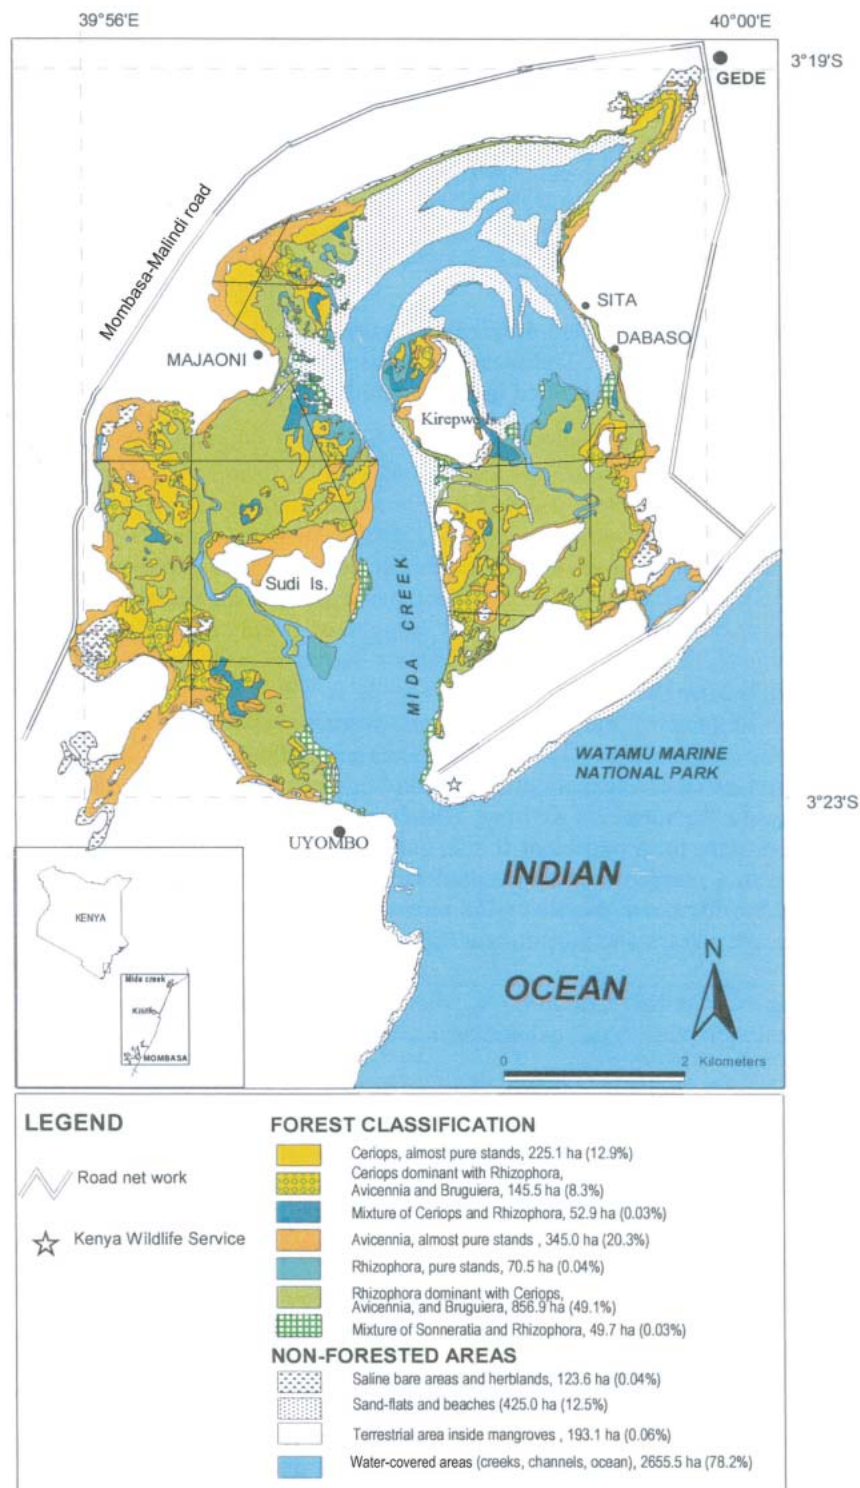 39°56'E
40°00'E
3°19'S
GEDE
Mombasa-Malindi road
SITA
DABASO
MAJAONI
Kirepwe Is.
Sudi Is.
MIDA CREEK
WATAMU MARINE
NATIONAL PARK
3°23'S
UYOMBO
INDIAN
OCEAN
KENYA
Mida creek
Kilifi
MOMBASA
N
0 2 Kilometers
LEGEND
Road net work
Kenya Wildlife Service
FOREST CLASSIFICATION
Ceriops, almost pure stands, 225.1 ha (12.9%)
Ceriops dominant with Rhizophora,
Avicennia and Bruguiera, 145.5 ha (8.3%)
Mixture of Ceriops and Rhizophora, 52.9 ha (0.03%)
Avicennia, almost pure stands , 345.0 ha (20.3%)
Rhizophora, pure stands, 70.5 ha (0.04%)
Rhizophora dominant with Ceriops,
Avicennia, and Bruguiera, 856.9 ha (49.1%)
Mixture of Sonneratia and Rhizophora, 49.7 ha (0.03%)
NON-FORESTED AREAS
Saline bare areas and herblands, 123.6 ha (0.04%)
Sand-flats and beaches (425.0 ha (12.5%)
Terrestrial area inside mangroves , 193.1 ha (0.06%)
Water-covered areas (creeks, channels, ocean), 2655.5 ha (78.2%)